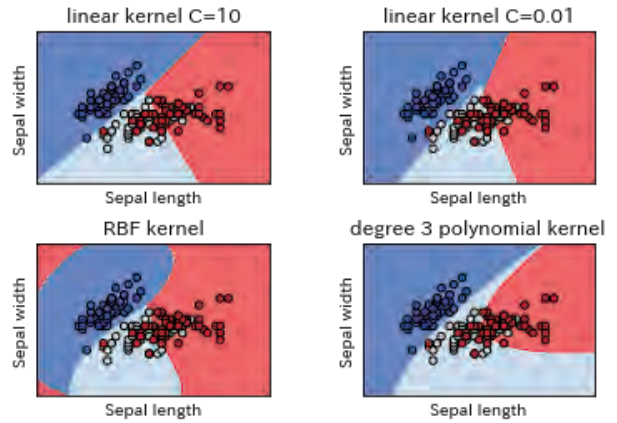 linear kernel C=10
linear kernel C=0.01
Sepal width
Sepal width
Sepal length
Sepal length
RBF kernel
degree 3 polynomial kernel
Sepal width
Sepal width
Sepal length
Sepal length